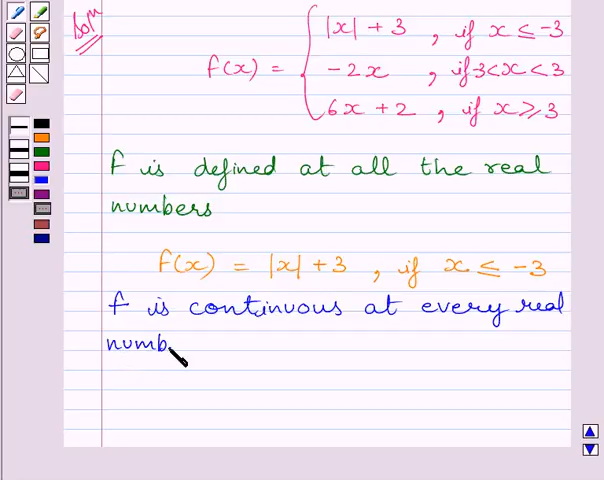 Solⁿ
f(x) = { |x| + 3 , if x ≤ -3
-2x , if 3 < x < 3
6x + 2 , if x ≥ 3
f is defined at all the real
numbers
f(x) = |x| + 3 , if x ≤ -3
f is continuous at every real
numb